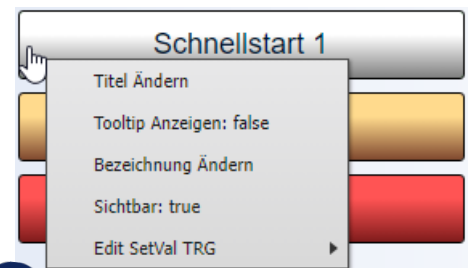 Schnellstart 1
Titel Ändern
Tooltip Anzeigen: false
Bezeichnung Ändern
Sichtbar: true
Edit SetVal TRG